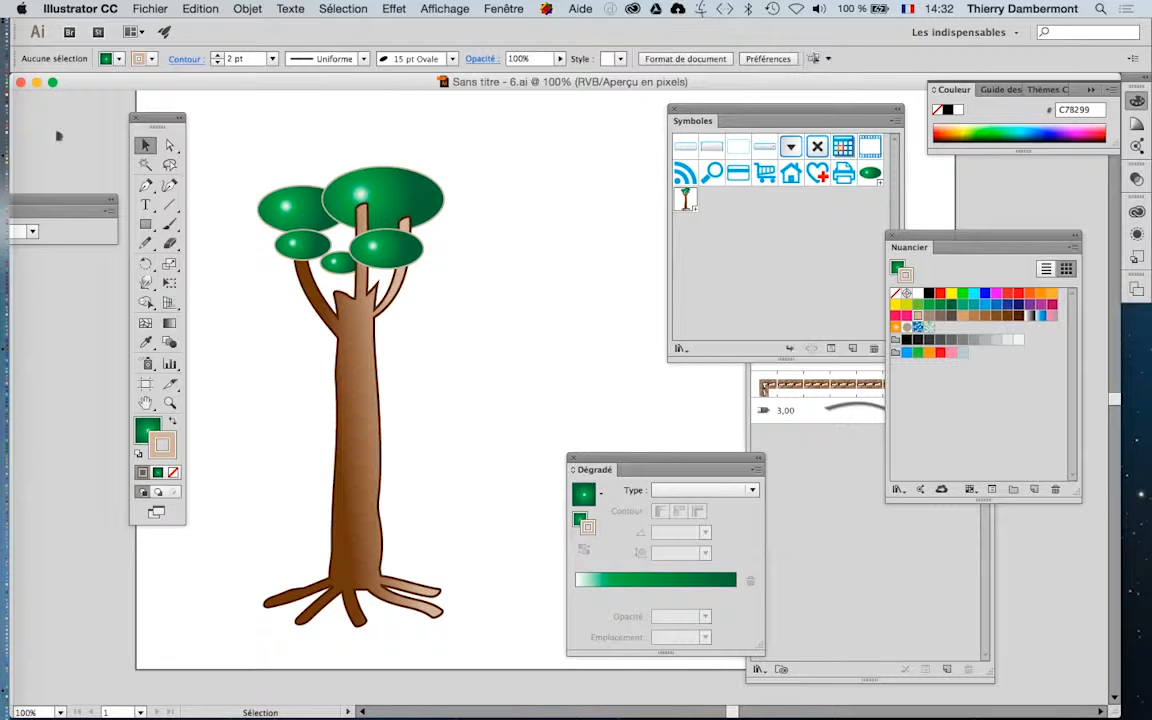 Illustrator CC Fichier Edition Objet Texte Sélection Effet Affichage Fenêtre Aide 100 % 14:32 Thierry Dambermont
Ai Br St Les indispensables
Aucune sélection Contour : 2 pt Uniforme 15 pt Ovale Opacité : 100% Style : Format de document Préférences
Sans titre - 6.ai @ 100% (RVB/Aperçu en pixels)
Couleur Guide des Thèmes C
# C78299
Symboles
Nuancier
3,00
Dégradé
Type :
Contour :
Opacité :
Emplacement :
100% 1 Sélection